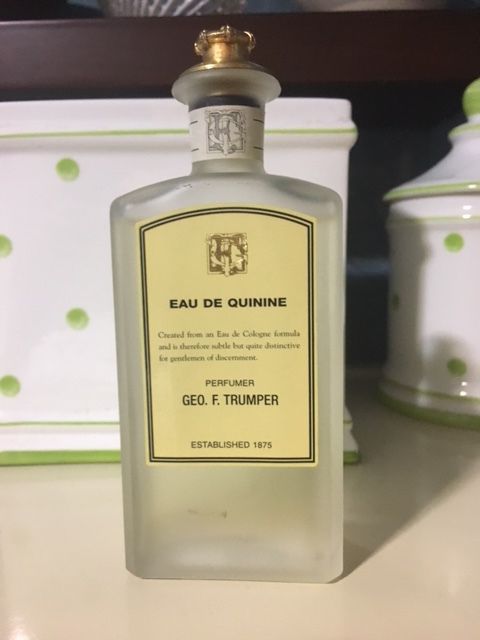 EAU DE QUININE
Created from an Eau de Cologne formula
and is therefore subtle but quite distinctive
for gentlemen of discernment.
PERFUMER
GEO. F. TRUMPER
ESTABLISHED 1875